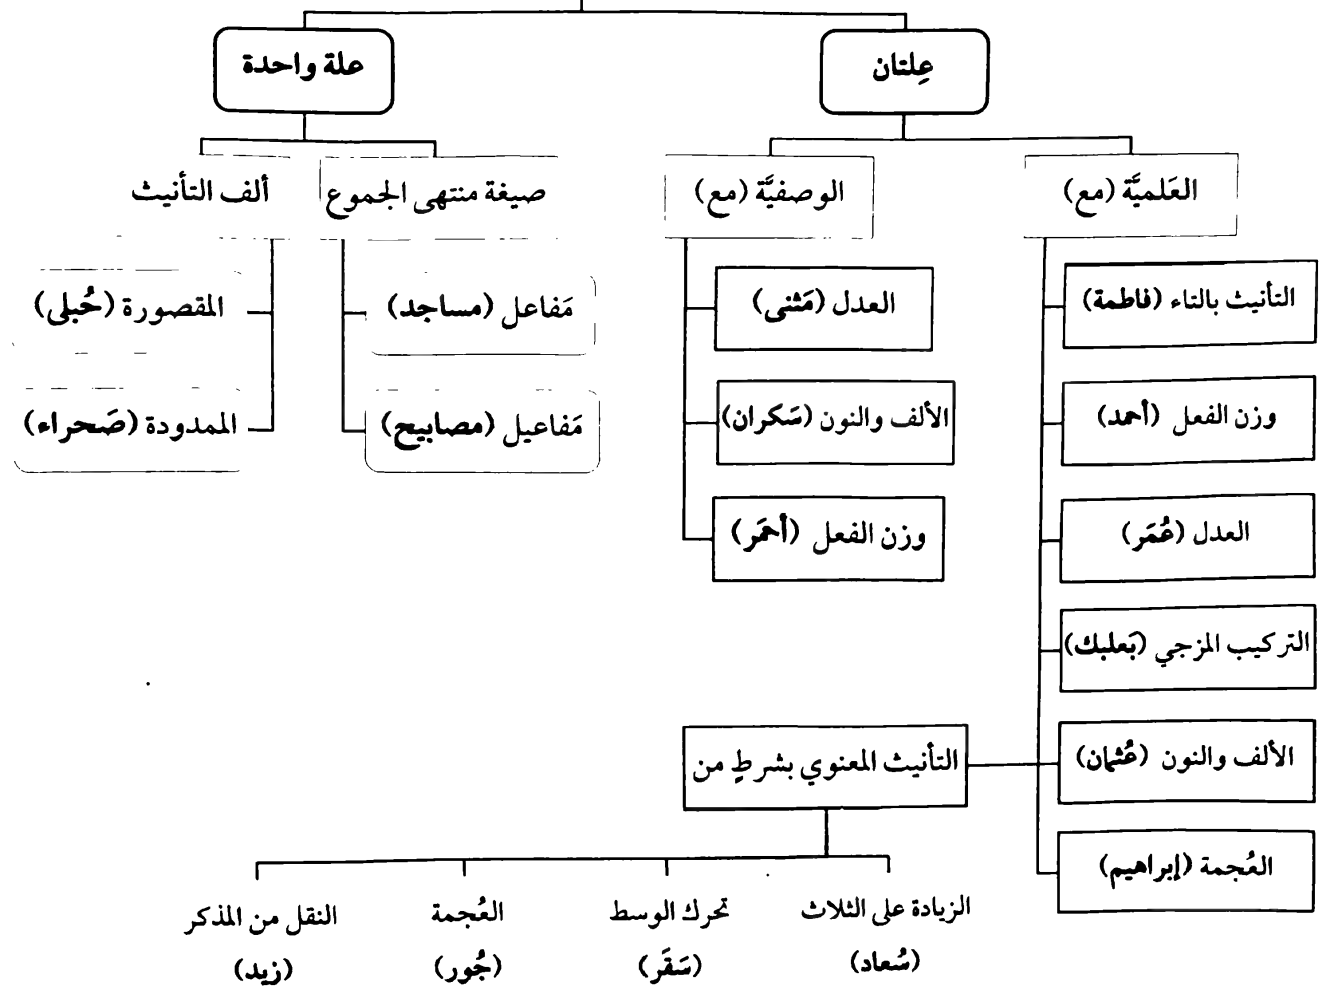 عِلتان
علة واحدة
العَلميَّة (مع)
الوصفيَّة (مع)
صيغة منتهى الجموع
ألف التأنيث
التأنيث بالتاء (فاطمة)
العدل (مَثنى)
مَفاعل (مساجد)
المقصورة (حُبلى)
وزن الفعل (أحمد)
الألف والنون (سَكران)
مَفاعيل (مصابيح)
الممدودة (صَحراء)
العدل (عُمَر)
وزن الفعل (أحمَر)
التركيب المزجي (بَعلبك)
الألف والنون (عُثمان)
التأنيث المعنوي بشرطٍ من
العُجمة (إبراهيم)
الزيادة على الثلاث
(سُعاد)
تحرك الوسط
(سَقَر)
العُجمة
(جُور)
النقل من المذكر
(زيد)